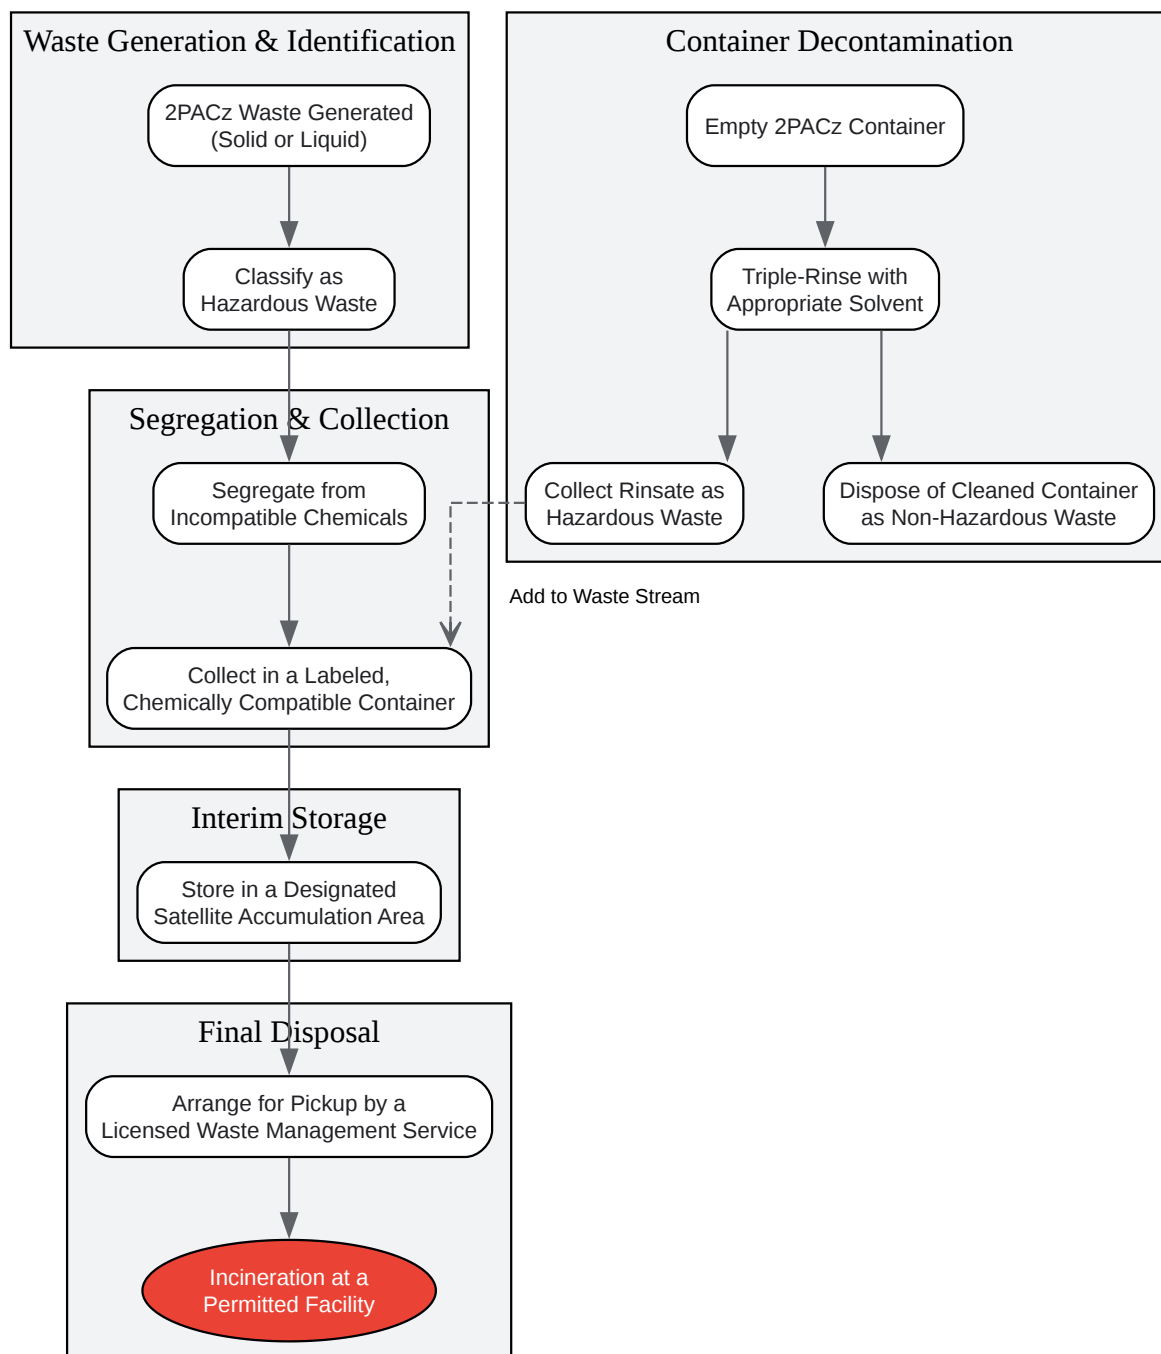 Waste Generation & Identification
2PACz Waste Generated
(Solid or Liquid)
Classify as
Hazardous Waste
Container Decontamination
Empty 2PACz Container
Triple-Rinse with
Appropriate Solvent
Collect Rinsate as
Hazardous Waste
Dispose of Cleaned Container
as Non-Hazardous Waste
Add to Waste Stream
Segregation & Collection
Segregate from
Incompatible Chemicals
Collect in a Labeled,
Chemically Compatible Container
Interim Storage
Store in a Designated
Satellite Accumulation Area
Final Disposal
Arrange for Pickup by a
Licensed Waste Management Service
Incineration at a
Permitted Facility